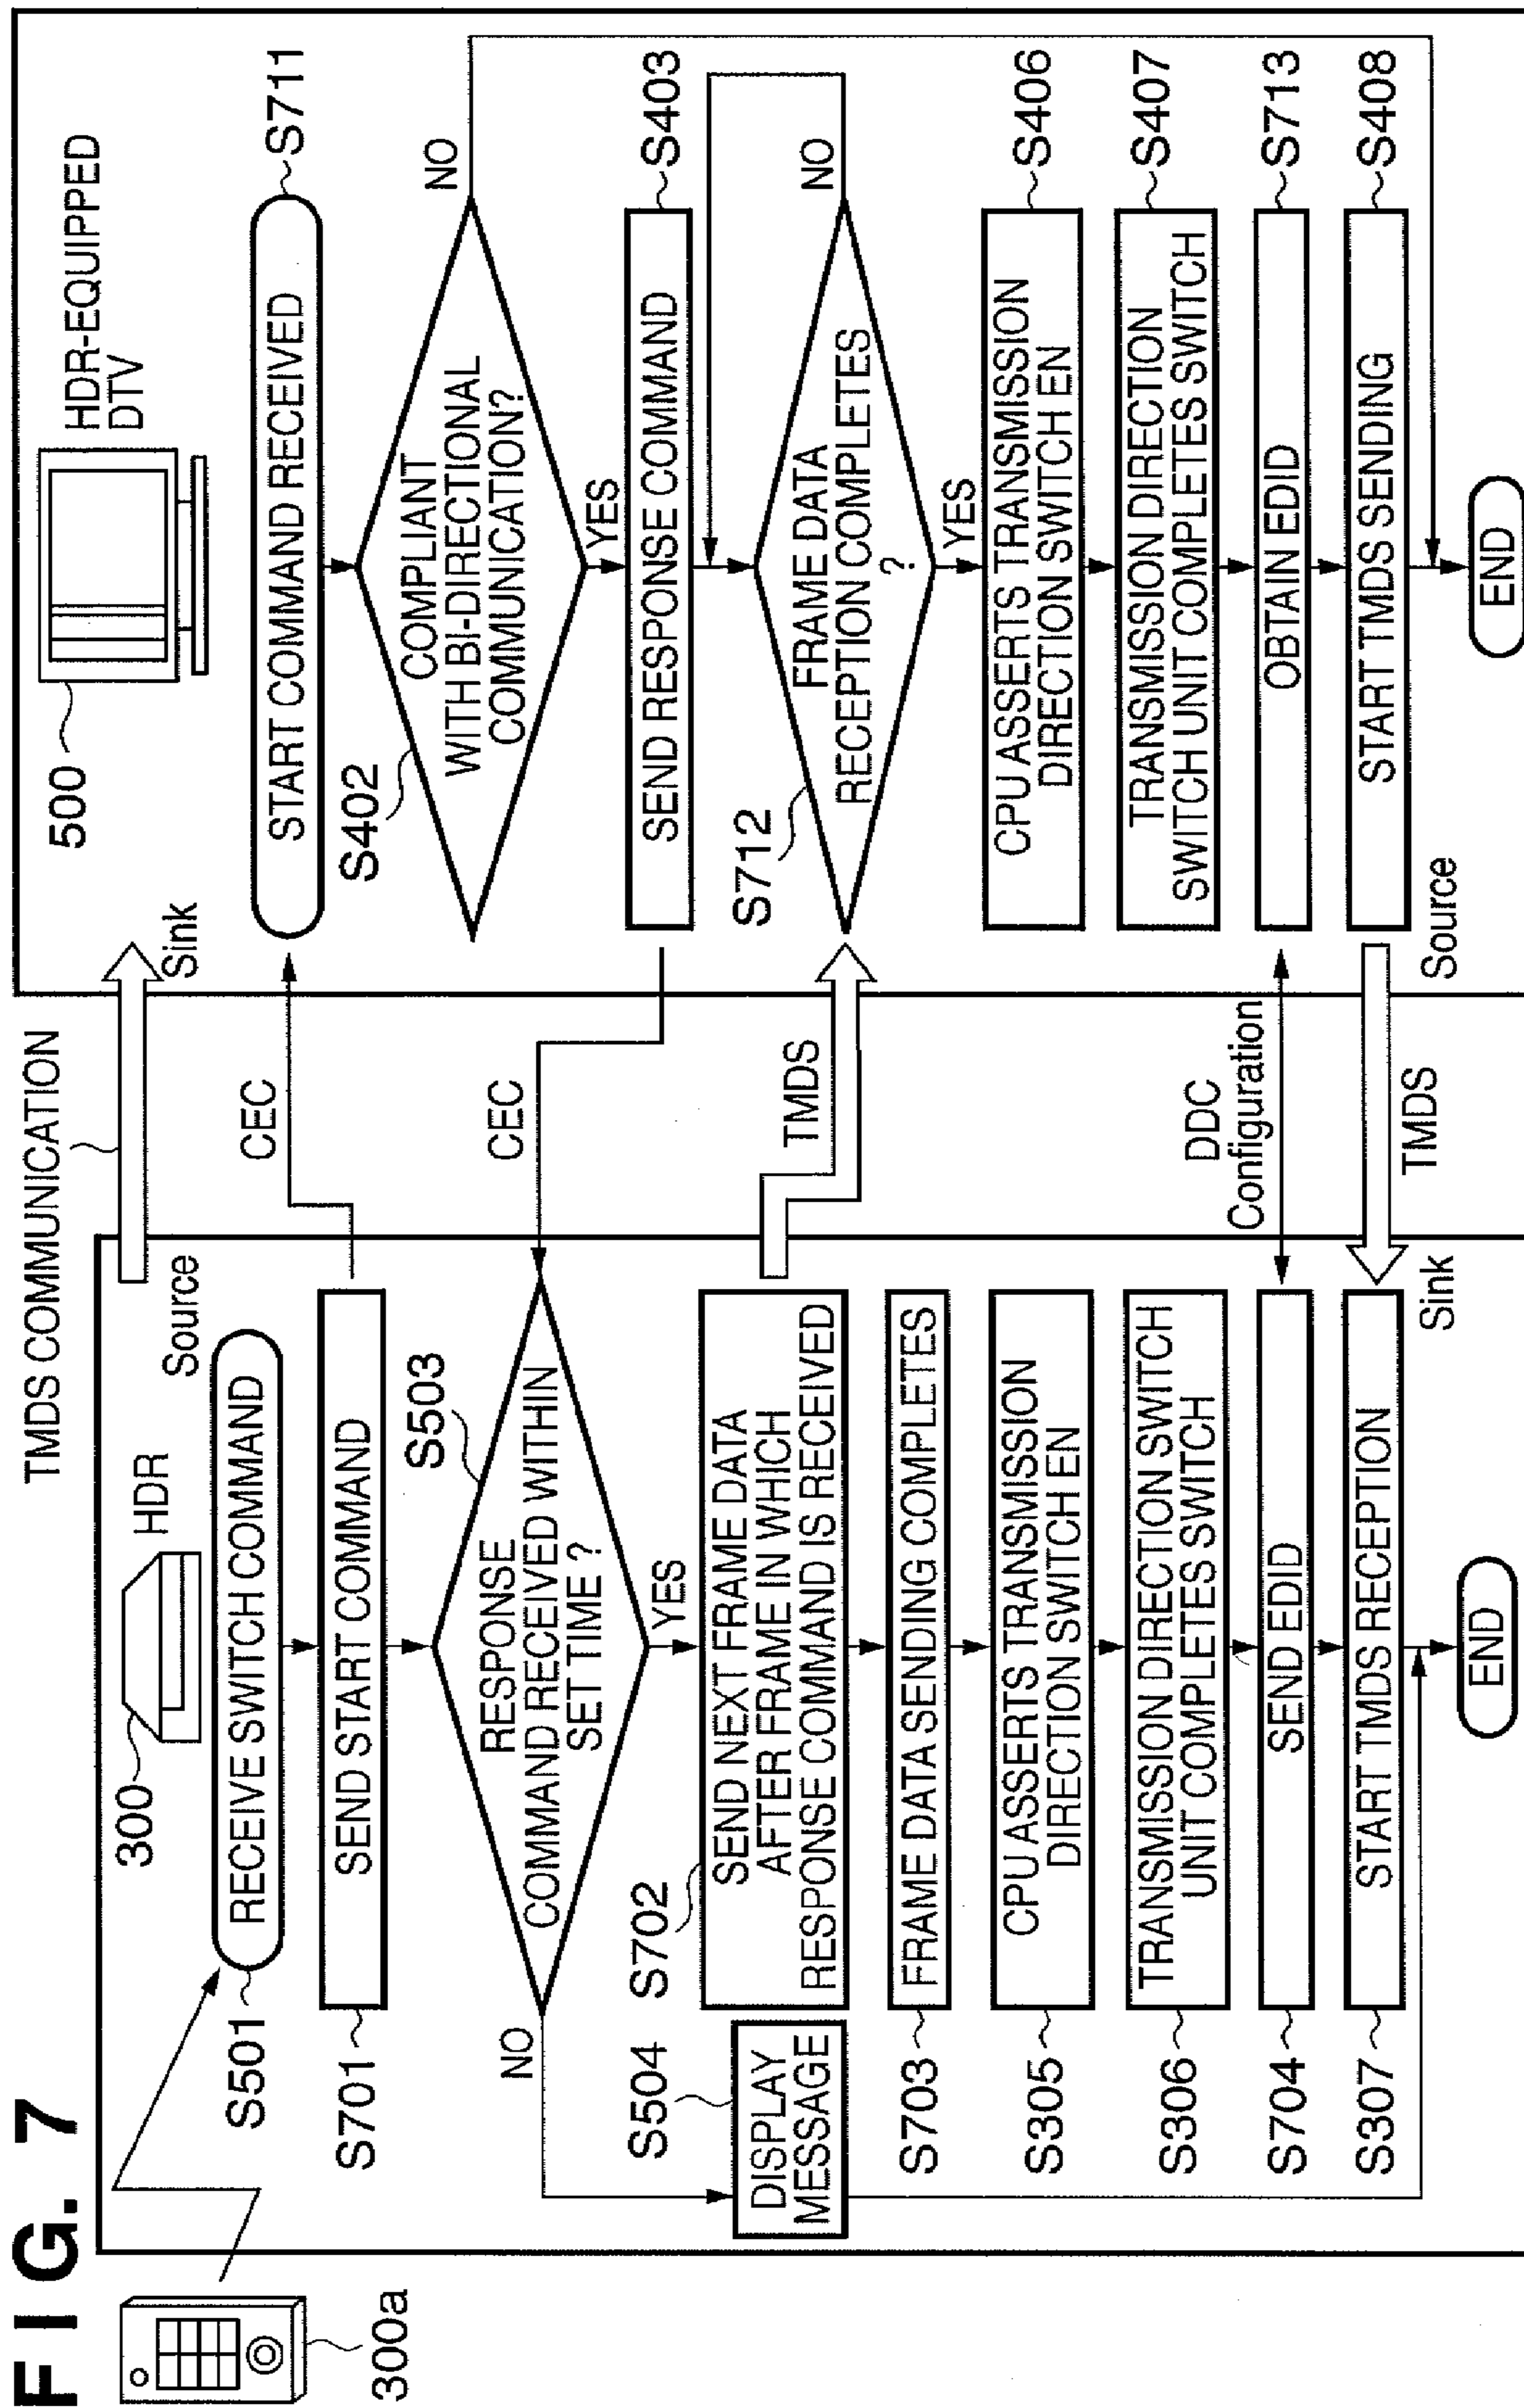 FIG. 7
300a
TMDS COMMUNICATION
300
HDR
Source
S501
RECEIVE SWITCH COMMAND
S701
SEND START COMMAND
S503
RESPONSE
COMMAND RECEIVED WITHIN
SET TIME ?
NO
YES
S504
DISPLAY
MESSAGE
S702
SEND NEXT FRAME DATA
AFTER FRAME IN WHICH
RESPONSE COMMAND IS RECEIVED
S703
FRAME DATA SENDING COMPLETES
S305
CPU ASSERTS TRANSMISSION
DIRECTION SWITCH EN
S306
TRANSMISSION DIRECTION SWITCH
UNIT COMPLETES SWITCH
S704
SEND EDID
S307
START TMDS RECEPTION
Sink
END
CEC
CEC
TMDS
DDC
Configuration
TMDS
500
HDR-EQUIPPED
DTV
Sink
START COMMAND RECEIVED
S711
S402
COMPLIANT
WITH BI-DIRECTIONAL
COMMUNICATION?
NO
YES
SEND RESPONSE COMMAND
S403
S712
FRAME DATA
RECEPTION COMPLETES
?
NO
YES
CPU ASSERTS TRANSMISSION
DIRECTION SWITCH EN
S406
TRANSMISSION DIRECTION
SWITCH UNIT COMPLETES SWITCH
S407
OBTAIN EDID
S713
START TMDS SENDING
S408
Source
END